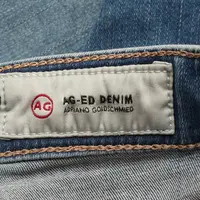 AG
AG-ED DENIM
ADRIANO GOLDSCHMIED